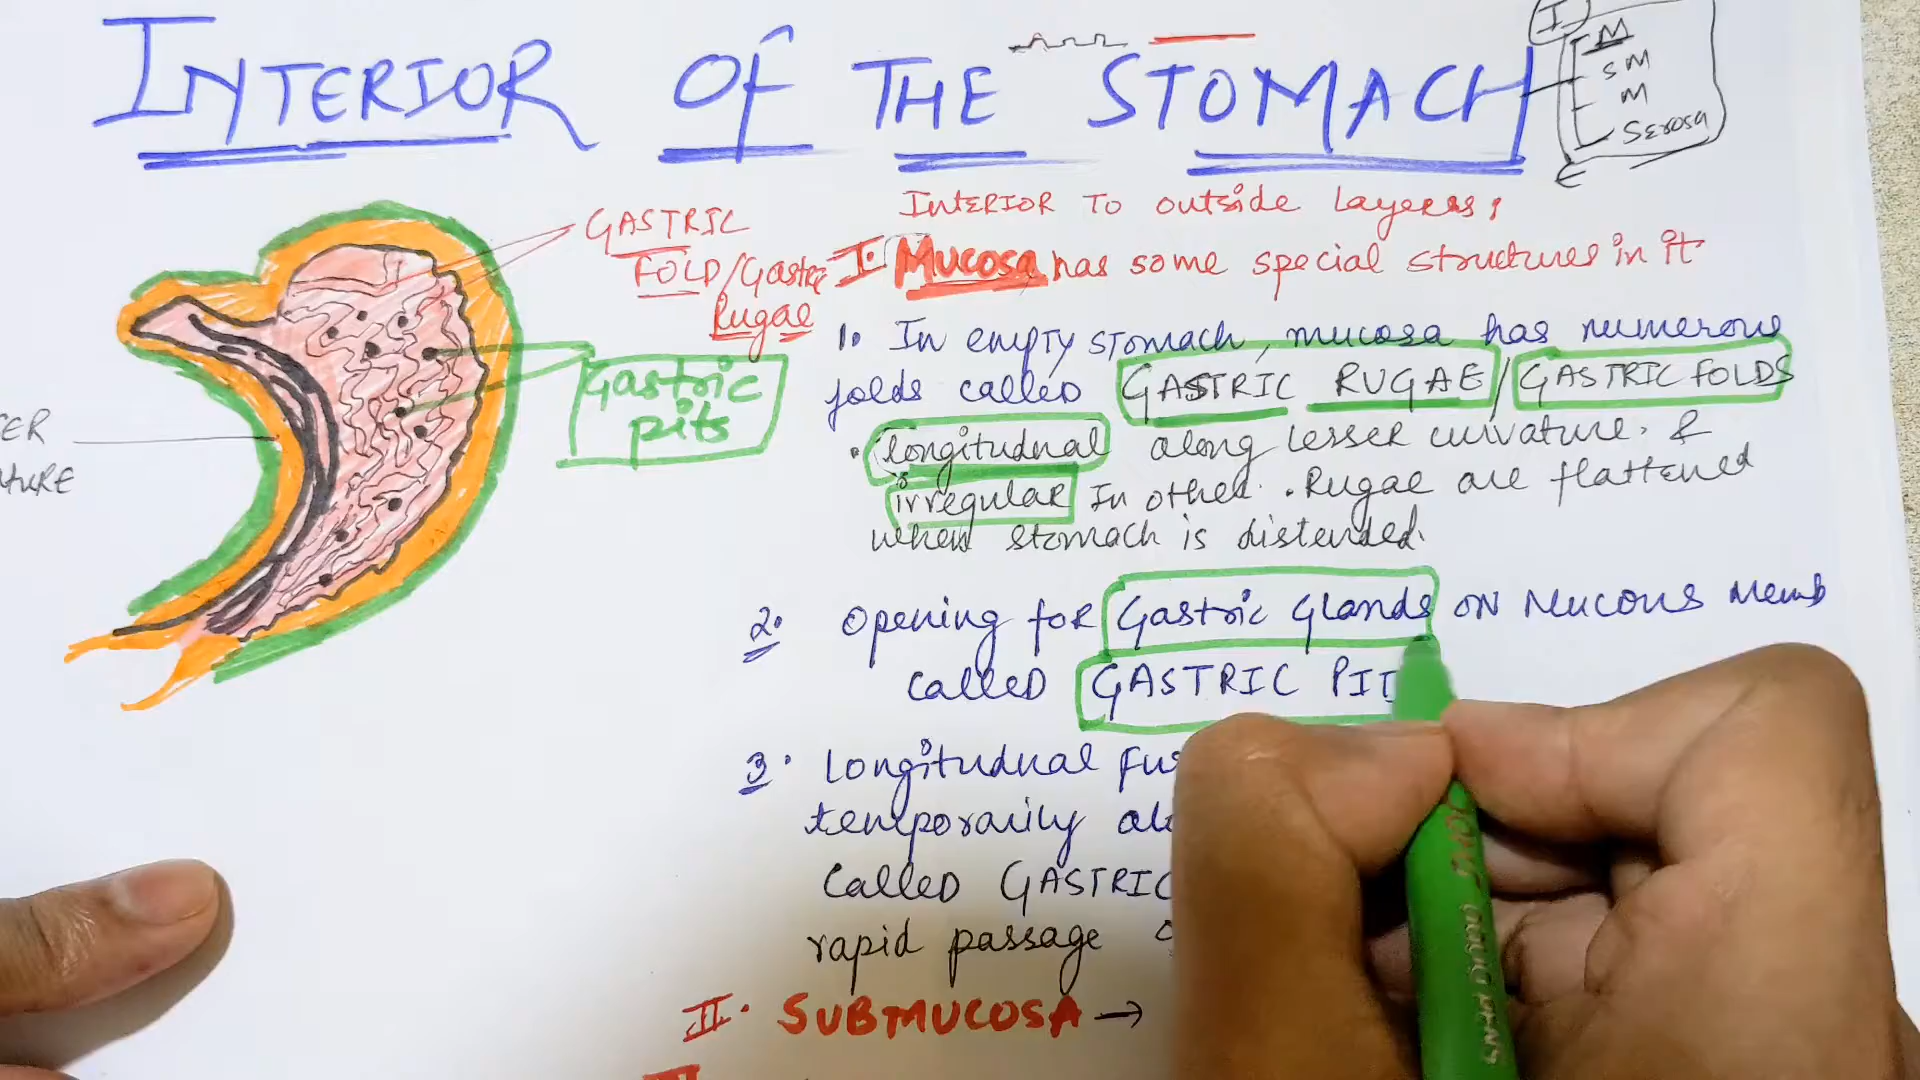 INTERIOR OF THE STOMACH
I
M
SM
M
Serosa
E
GASTRIC
FOLD/Gastric
Rugae
Gastric
pits
TURE
INTERIOR TO outside layers;
I. Mucosa has some special structures in it
1. In empty stomach, mucosa has numerous
folds called GASTRIC RUGAE / GASTRIC FOLDS
• longitudnal along lesser curvature. &
irregular In other. Rugae are flattened
when stomach is distended.
2. Opening for Gastric Glands on Mucous Memb
called GASTRIC PIT
3. Longitudnal Fu
temporarily al
called GASTRIC
rapid passage
II. SUBMUCOSA →